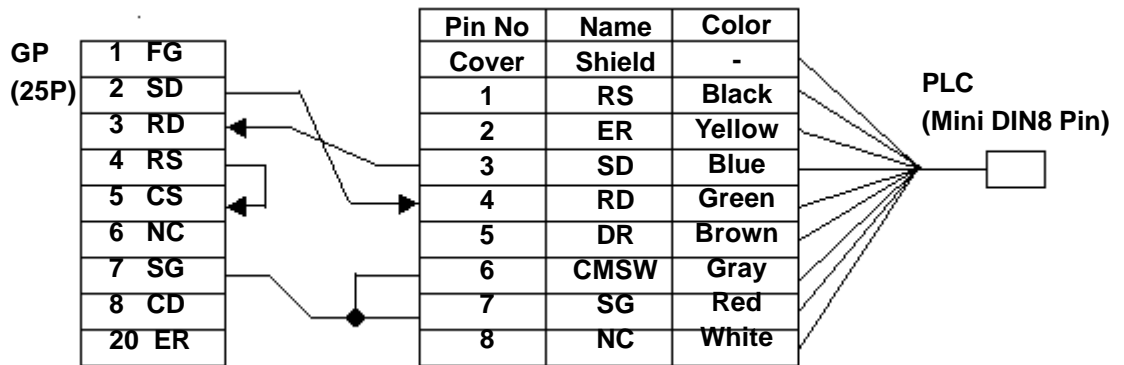 GP
(25P)
1 FG
2 SD
3 RD
4 RS
5 CS
6 NC
7 SG
8 CD
20 ER
Pin No Name Color
Cover Shield -
1 RS Black
2 ER Yellow
3 SD Blue
4 RD Green
5 DR Brown
6 CMSW Gray
7 SG Red
8 NC White
PLC
(Mini DIN8 Pin)